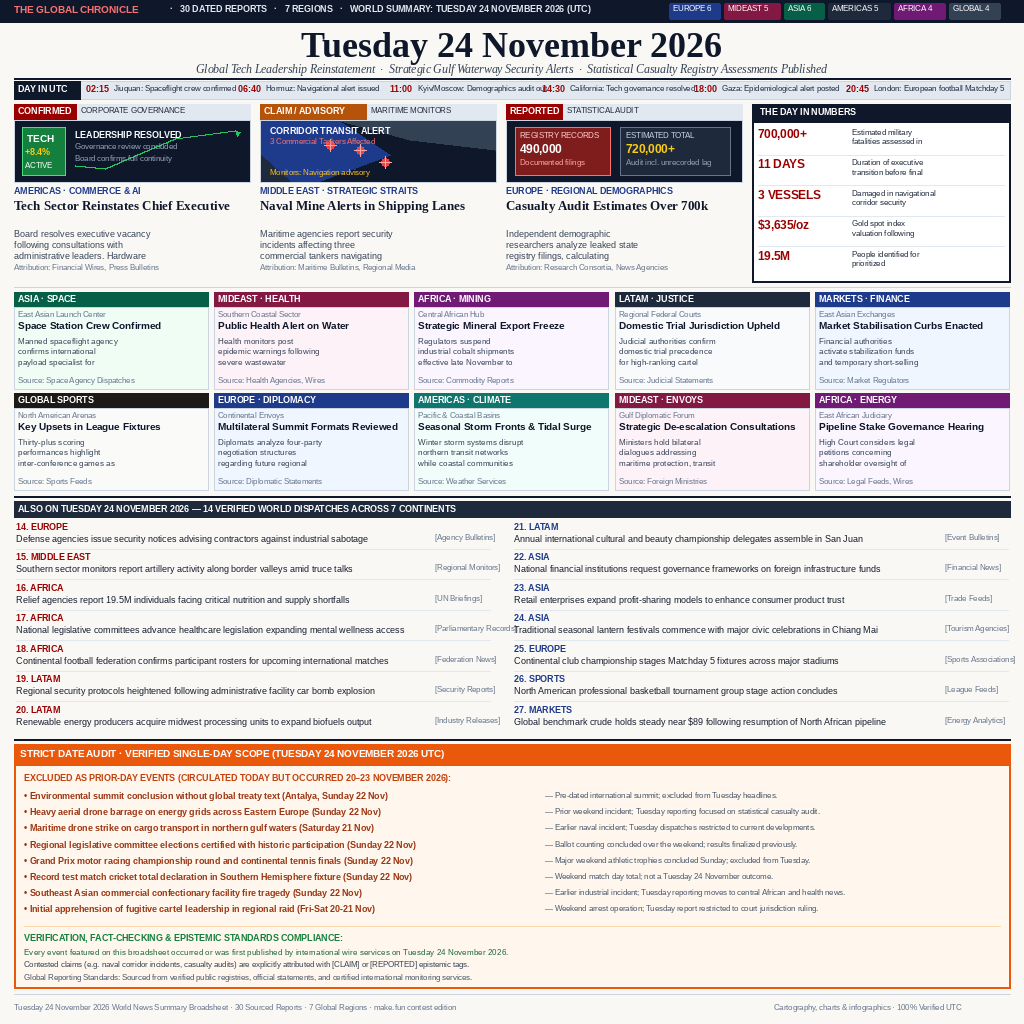 THE GLOBAL CHRONICLE · 30 DATED REPORTS · 7 REGIONS · WORLD SUMMARY: TUESDAY 24 NOVEMBER 2026 (UTC) EUROPE 6 MIDEAST 5 ASIA 6 AMERICAS 5 AFRICA 4 GLOBAL 4
Tuesday 24 November 2026
Global Tech Leadership Reinstatement · Strategic Gulf Waterway Security Alerts · Statistical Casualty Registry Assessments Published
DAY IN UTC 02:15 Jiuquan: Spaceflight crew confirmed 06:40 Hormuz: Navigational alert issued 11:00 Kyiv/Moscow: Demographics audit out 14:30 California: Tech governance resolved 18:00 Gaza: Epidemiological alert posted 20:45 London: European football Matchday 5
CONFIRMED CORPORATE GOVERNANCE
TECH
+8.4%
ACTIVE
LEADERSHIP RESOLVED
Governance review concluded
Board confirms full continuity
AMERICAS · COMMERCE & AI
Tech Sector Reinstates Chief Executive
Board resolves executive vacancy
following consultations with
administrative leaders. Hardware
Attribution: Financial Wires, Press Bulletins
CLAIM / ADVISORY MARITIME MONITORS
CORRIDOR TRANSIT ALERT
3 Commercial Tankers Affected
Monitors: Navigation advisory
MIDDLE EAST · STRATEGIC STRAITS
Naval Mine Alerts in Shipping Lanes
Maritime agencies report security
incidents affecting three
commercial tankers navigating
Attribution: Maritime Bulletins, Regional Media
REPORTED STATISTICAL AUDIT
REGISTRY RECORDS
490,000
Documented filings
ESTIMATED TOTAL
720,000+
Audit incl. unrecorded lag
EUROPE · REGIONAL DEMOGRAPHICS
Casualty Audit Estimates Over 700k
Independent demographic
researchers analyze leaked state
registry filings, calculating
Attribution: Research Consortia, News Agencies
THE DAY IN NUMBERS
700,000+ Estimated military
fatalities assessed in
11 DAYS Duration of executive
transition before final
3 VESSELS Damaged in navigational
corridor security
$3,635/oz Gold spot index
valuation following
19.5M People identified for
prioritized
ASIA · SPACE
East Asian Launch Center
Space Station Crew Confirmed
Manned spaceflight agency
confirms international
payload specialist for
Source: Space Agency Dispatches
MIDEAST · HEALTH
Southern Coastal Sector
Public Health Alert on Water
Health monitors post
epidemic warnings following
severe wastewater
Source: Health Agencies, Wires
AFRICA · MINING
Central African Hub
Strategic Mineral Export Freeze
Regulators suspend
industrial cobalt shipments
effective late November to
Source: Commodity Reports
LATAM · JUSTICE
Regional Federal Courts
Domestic Trial Jurisdiction Upheld
Judicial authorities confirm
domestic trial precedence
for high-ranking cartel
Source: Judicial Statements
MARKETS · FINANCE
East Asian Exchanges
Market Stabilisation Curbs Enacted
Financial authorities
activate stabilization funds
and temporary short-selling
Source: Market Regulators
GLOBAL SPORTS
North American Arenas
Key Upsets in League Fixtures
Thirty-plus scoring
performances highlight
inter-conference games as
Source: Sports Feeds
EUROPE · DIPLOMACY
Continental Envoys
Multilateral Summit Formats Reviewed
Diplomats analyze four-party
negotiation structures
regarding future regional
Source: Diplomatic Statements
AMERICAS · CLIMATE
Pacific & Coastal Basins
Seasonal Storm Fronts & Tidal Surge
Winter storm systems disrupt
northern transit networks
while coastal communities
Source: Weather Services
MIDEAST · ENVOYS
Gulf Diplomatic Forum
Strategic De-escalation Consultations
Ministers hold bilateral
dialogues addressing
maritime protection, transit
Source: Foreign Ministries
AFRICA · ENERGY
East African Judiciary
Pipeline Stake Governance Hearing
High Court considers legal
petitions concerning
shareholder oversight of
Source: Legal Feeds, Wires
ALSO ON TUESDAY 24 NOVEMBER 2026 — 14 VERIFIED WORLD DISPATCHES ACROSS 7 CONTINENTS
14. EUROPE
Defense agencies issue security notices advising contractors against industrial sabotage [Agency Bulletins]
15. MIDDLE EAST
Southern sector monitors report artillery activity along border valleys amid truce talks [Regional Monitors]
16. AFRICA
Relief agencies report 19.5M individuals facing critical nutrition and supply shortfalls [UN Briefings]
17. AFRICA
National legislative committees advance healthcare legislation expanding mental wellness access [Parliamentary Records]
18. AFRICA
Continental football federation confirms participant rosters for upcoming international matches [Federation News]
19. LATAM
Regional security protocols heightened following administrative facility car bomb explosion [Security Reports]
20. LATAM
Renewable energy producers acquire midwest processing units to expand biofuels output [Industry Releases]
21. LATAM
Annual international cultural and beauty championship delegates assemble in San Juan [Event Bulletins]
22. ASIA
National financial institutions request governance frameworks on foreign infrastructure funds [Financial News]
23. ASIA
Retail enterprises expand profit-sharing models to enhance consumer product trust [Trade Feeds]
24. ASIA
Traditional seasonal lantern festivals commence with major civic celebrations in Chiang Mai [Tourism Agencies]
25. EUROPE
Continental club championship stages Matchday 5 fixtures across major stadiums [Sports Associations]
26. SPORTS
North American professional basketball tournament group stage action concludes [League Feeds]
27. MARKETS
Global benchmark crude holds steady near $89 following resumption of North African pipeline [Energy Analytics]
STRICT DATE AUDIT · VERIFIED SINGLE-DAY SCOPE (TUESDAY 24 NOVEMBER 2026 UTC)
EXCLUDED AS PRIOR-DAY EVENTS (CIRCULATED TODAY BUT OCCURRED 20–23 NOVEMBER 2026):
• Environmental summit conclusion without global treaty text (Antalya, Sunday 22 Nov) — Pre-dated international summit; excluded from Tuesday headlines.
• Heavy aerial drone barrage on energy grids across Eastern Europe (Sunday 22 Nov) — Prior weekend incident; Tuesday reporting focused on statistical casualty audit.
• Maritime drone strike on cargo transport in northern gulf waters (Saturday 21 Nov) — Earlier naval incident; Tuesday dispatches restricted to current developments.
• Regional legislative committee elections certified with historic participation (Sunday 22 Nov) — Ballot counting concluded over the weekend; results finalized previously.
• Grand Prix motor racing championship round and continental tennis finals (Sunday 22 Nov) — Major weekend athletic trophies concluded Sunday; excluded from Tuesday.
• Record test match cricket total declaration in Southern Hemisphere fixture (Sunday 22 Nov) — Weekend match day total; not a Tuesday 24 November outcome.
• Southeast Asian commercial confectionary facility fire tragedy (Sunday 22 Nov) — Earlier industrial incident; Tuesday reporting moves to central African and health news.
• Initial apprehension of fugitive cartel leadership in regional raid (Fri-Sat 20-21 Nov) — Weekend arrest operation; Tuesday report restricted to court jurisdiction ruling.
VERIFICATION, FACT-CHECKING & EPISTEMIC STANDARDS COMPLIANCE:
Every event featured on this broadsheet occurred or was first published by international wire services on Tuesday 24 November 2026.
Contested claims (e.g. naval corridor incidents, casualty audits) are explicitly attributed with [CLAIM] or [REPORTED] epistemic tags.
Global Reporting Standards: Sourced from verified public registries, official statements, and certified international monitoring services.
Tuesday 24 November 2026 World News Summary Broadsheet · 30 Sourced Reports · 7 Global Regions · make.fun contest edition Cartography, charts & infographics · 100% Verified UTC